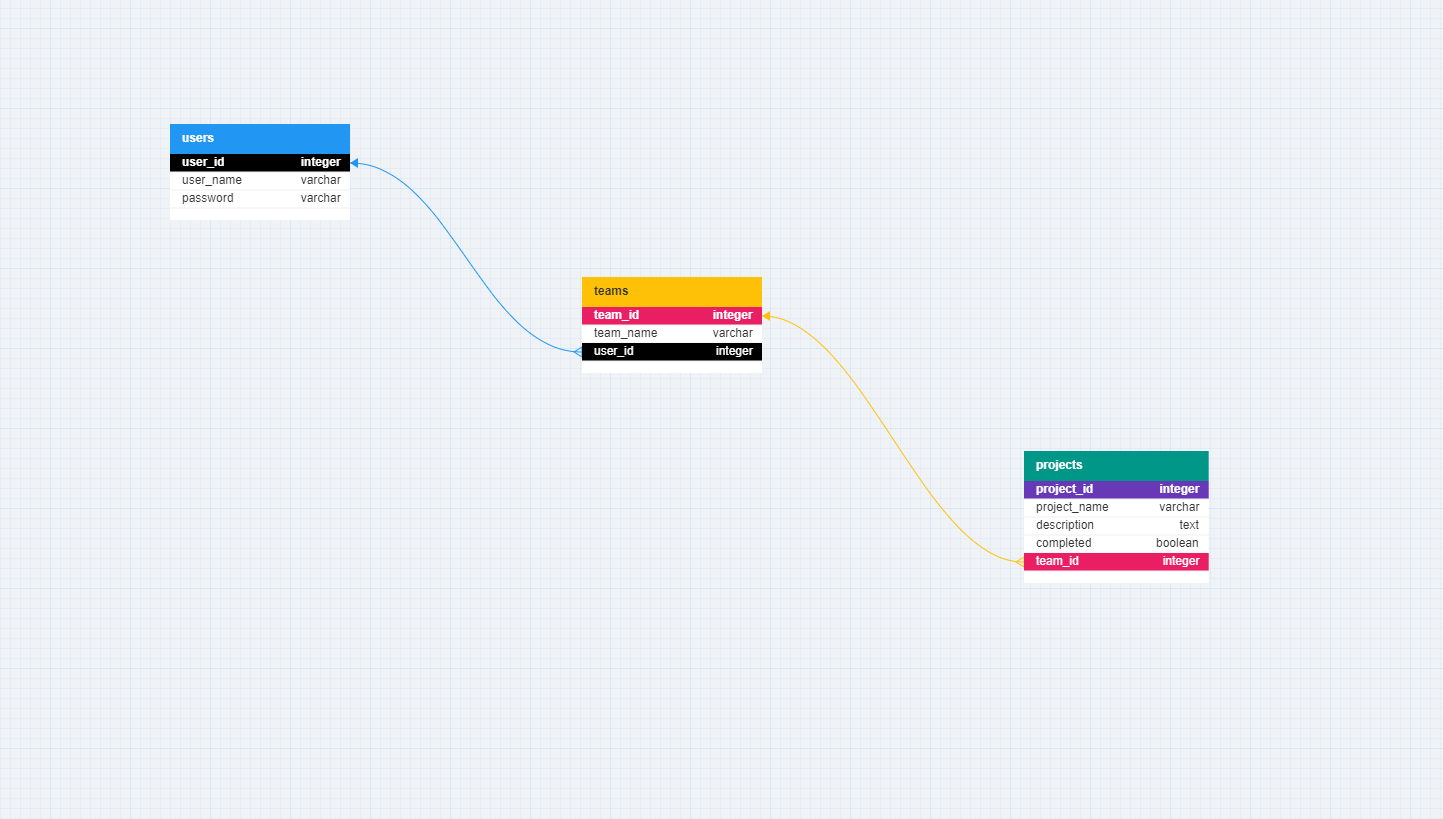 users
user_id integer
user_name varchar
password varchar
teams
team_id integer
team_name varchar
user_id integer
projects
project_id integer
project_name varchar
description text
completed boolean
team_id integer